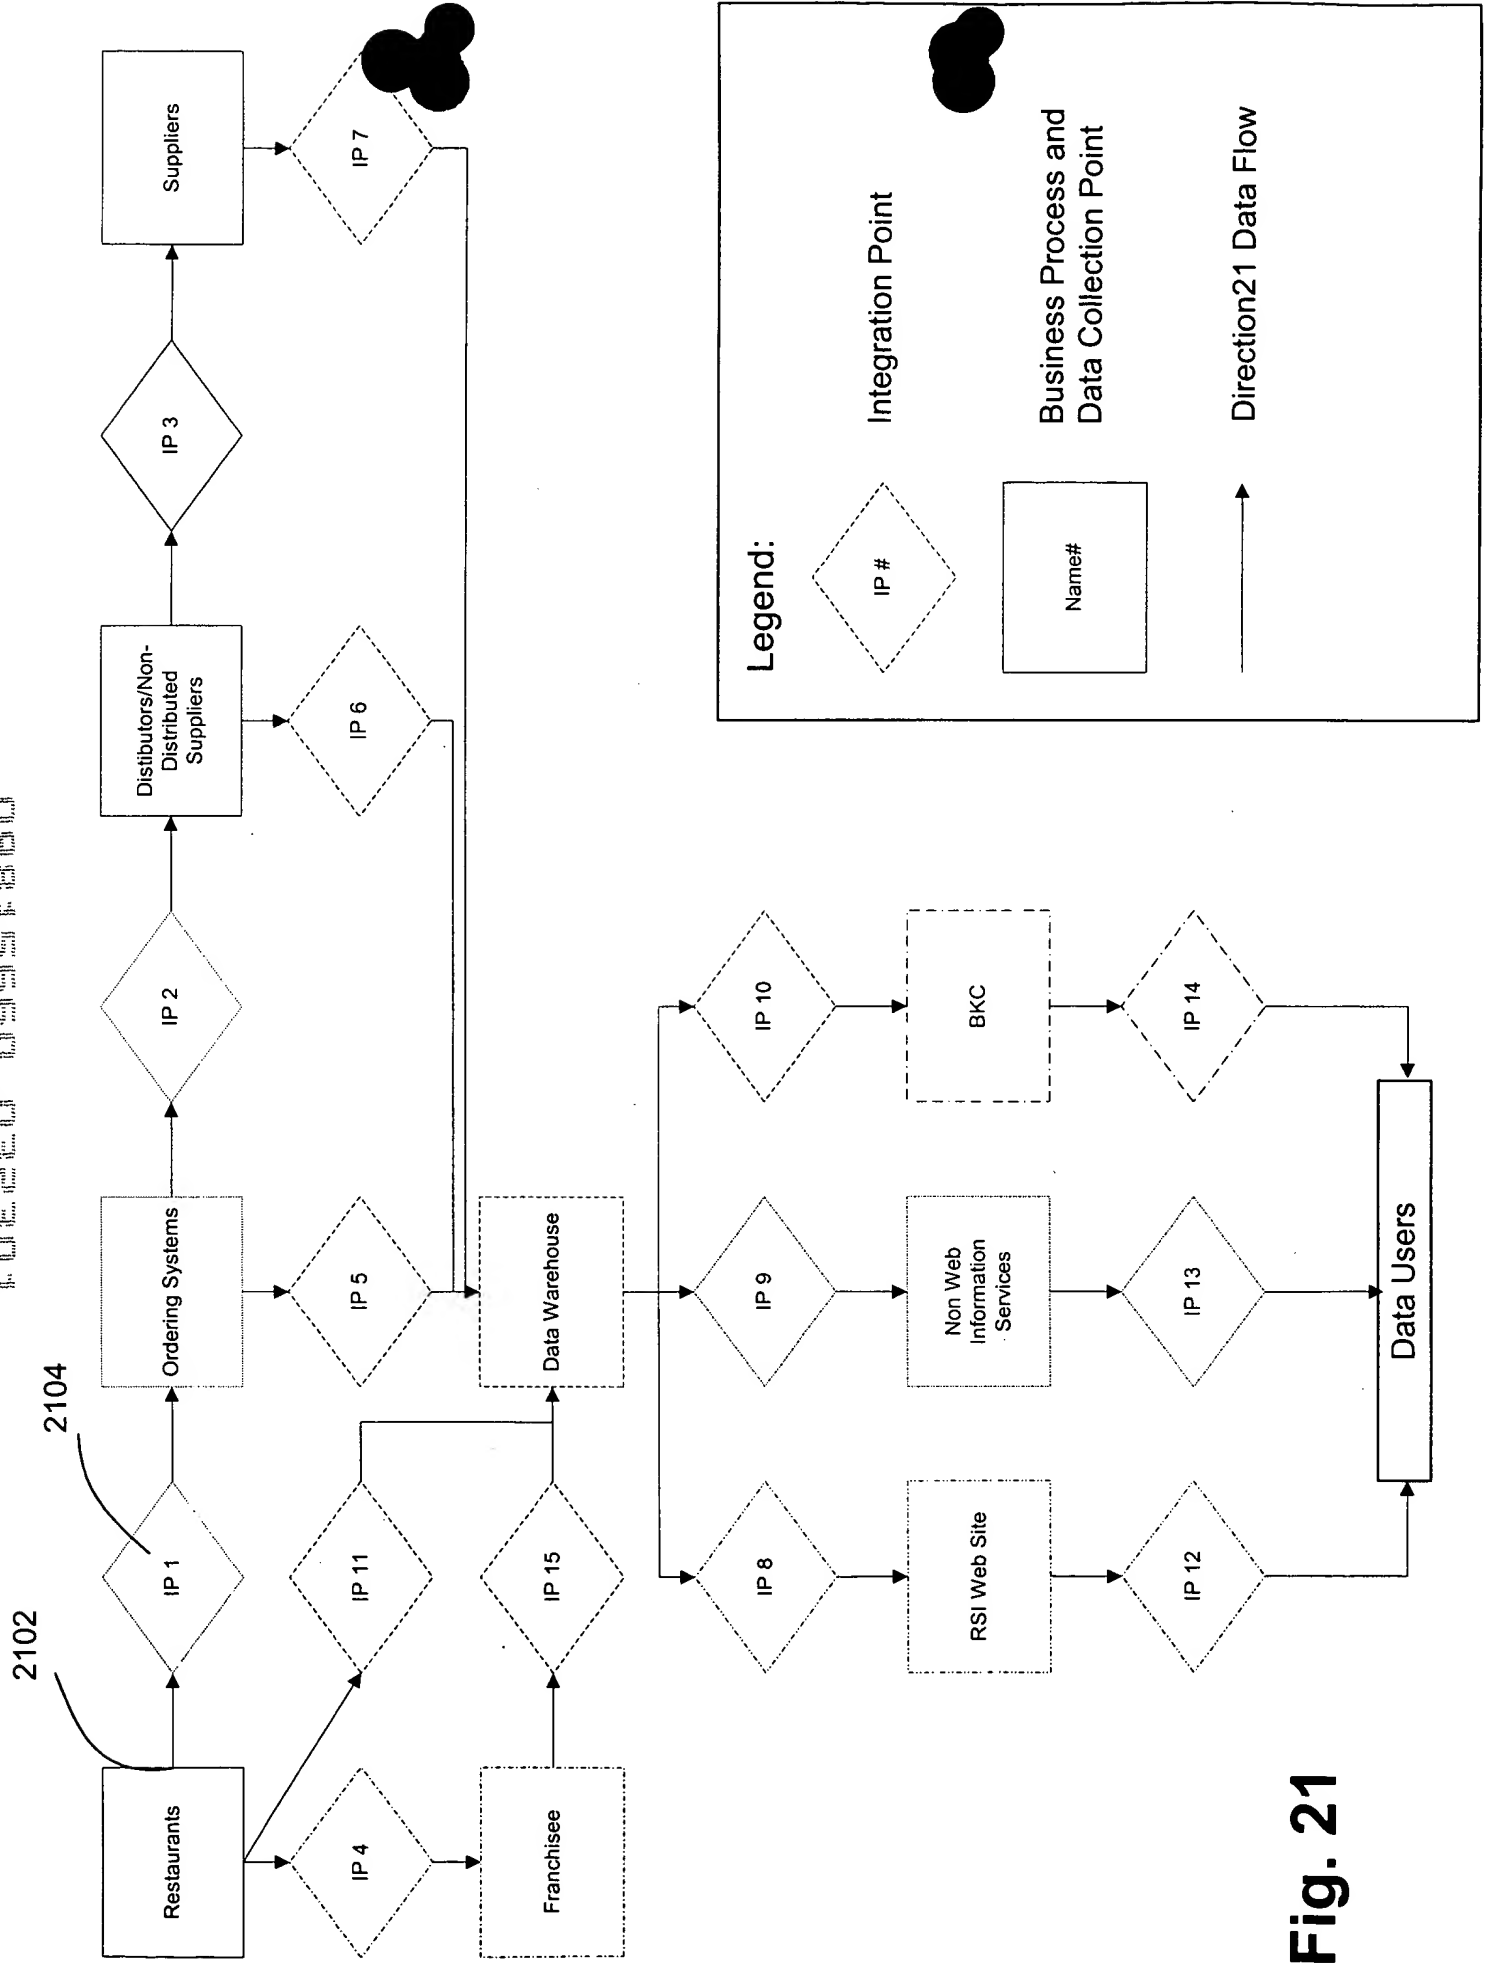 2102
2104
Restaurants
IP 1
Ordering Systems
IP 2
Distibutors/Non-
Distributed
Suppliers
IP 3
Suppliers
IP 4
IP 11
IP 5
IP 6
IP 7
Franchisee
IP 15
Data Warehouse
IP 8
IP 9
IP 10
RSI Web Site
Non Web
Information
Services
BKC
IP 12
IP 13
IP 14
Data Users
Legend:
IP #
Integration Point
Name#
Business Process and
Data Collection Point
Direction21 Data Flow
Fig. 21